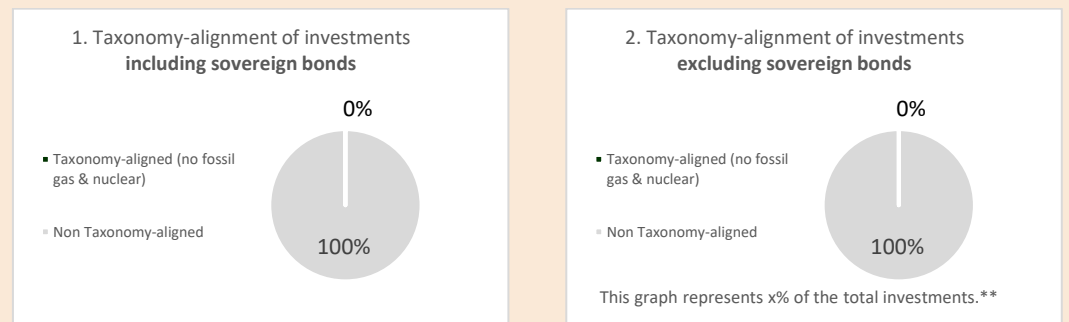 1. Taxonomy-alignment of investments
including sovereign bonds
0%
Taxonomy-aligned (no fossil
gas & nuclear)
Non Taxonomy-aligned
100%
2. Taxonomy-alignment of investments
excluding sovereign bonds
0%
Taxonomy-aligned (no fossil
gas & nuclear)
Non Taxonomy-aligned
100%
This graph represents x% of the total investments.**